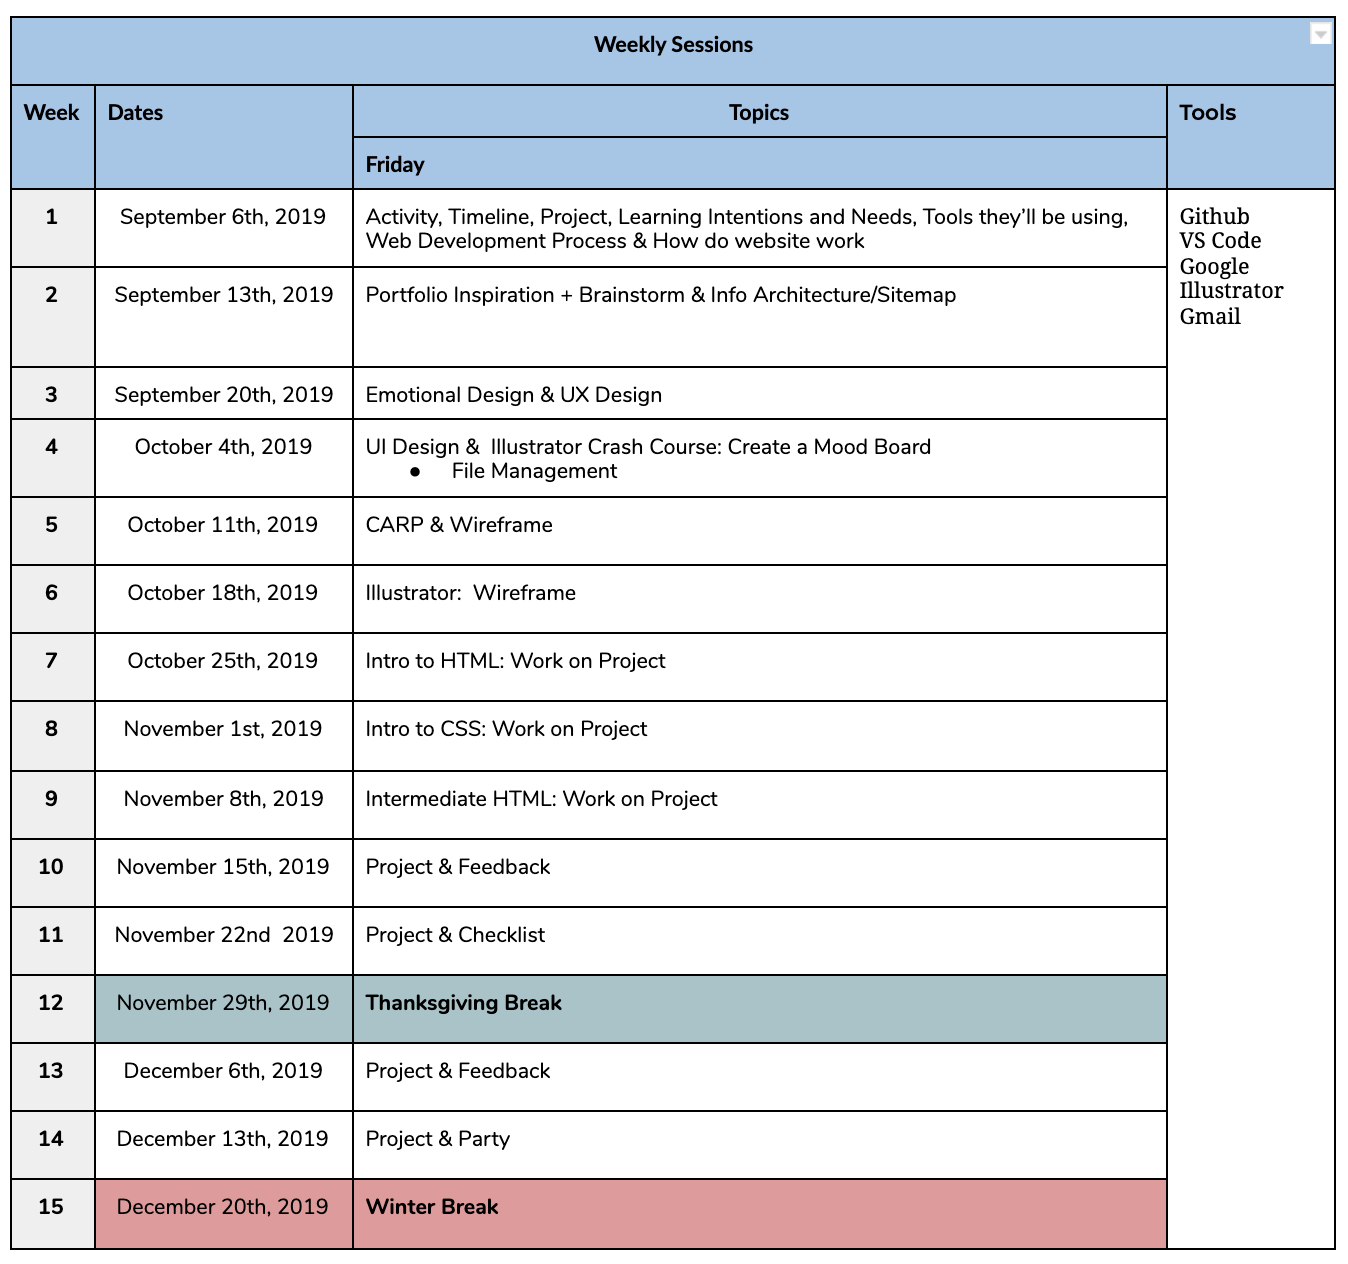 Weekly Sessions
Week Dates Topics Tools
Friday
1 September 6th, 2019 Activity, Timeline, Project, Learning Intentions and Needs, Tools they'll be using,
Web Development Process & How do website work
Github
VS Code
Google
Illustrator
Gmail
2 September 13th, 2019 Portfolio Inspiration + Brainstorm & Info Architecture/Sitemap
3 September 20th, 2019 Emotional Design & UX Design
4 October 4th, 2019 UI Design &  Illustrator Crash Course: Create a Mood Board
● File Management
5 October 11th, 2019 CARP & Wireframe
6 October 18th, 2019 Illustrator:  Wireframe
7 October 25th, 2019 Intro to HTML: Work on Project
8 November 1st, 2019 Intro to CSS: Work on Project
9 November 8th, 2019 Intermediate HTML: Work on Project
10 November 15th, 2019 Project & Feedback
11 November 22nd  2019 Project & Checklist
12 November 29th, 2019 Thanksgiving Break
13 December 6th, 2019 Project & Feedback
14 December 13th, 2019 Project & Party
15 December 20th, 2019 Winter Break